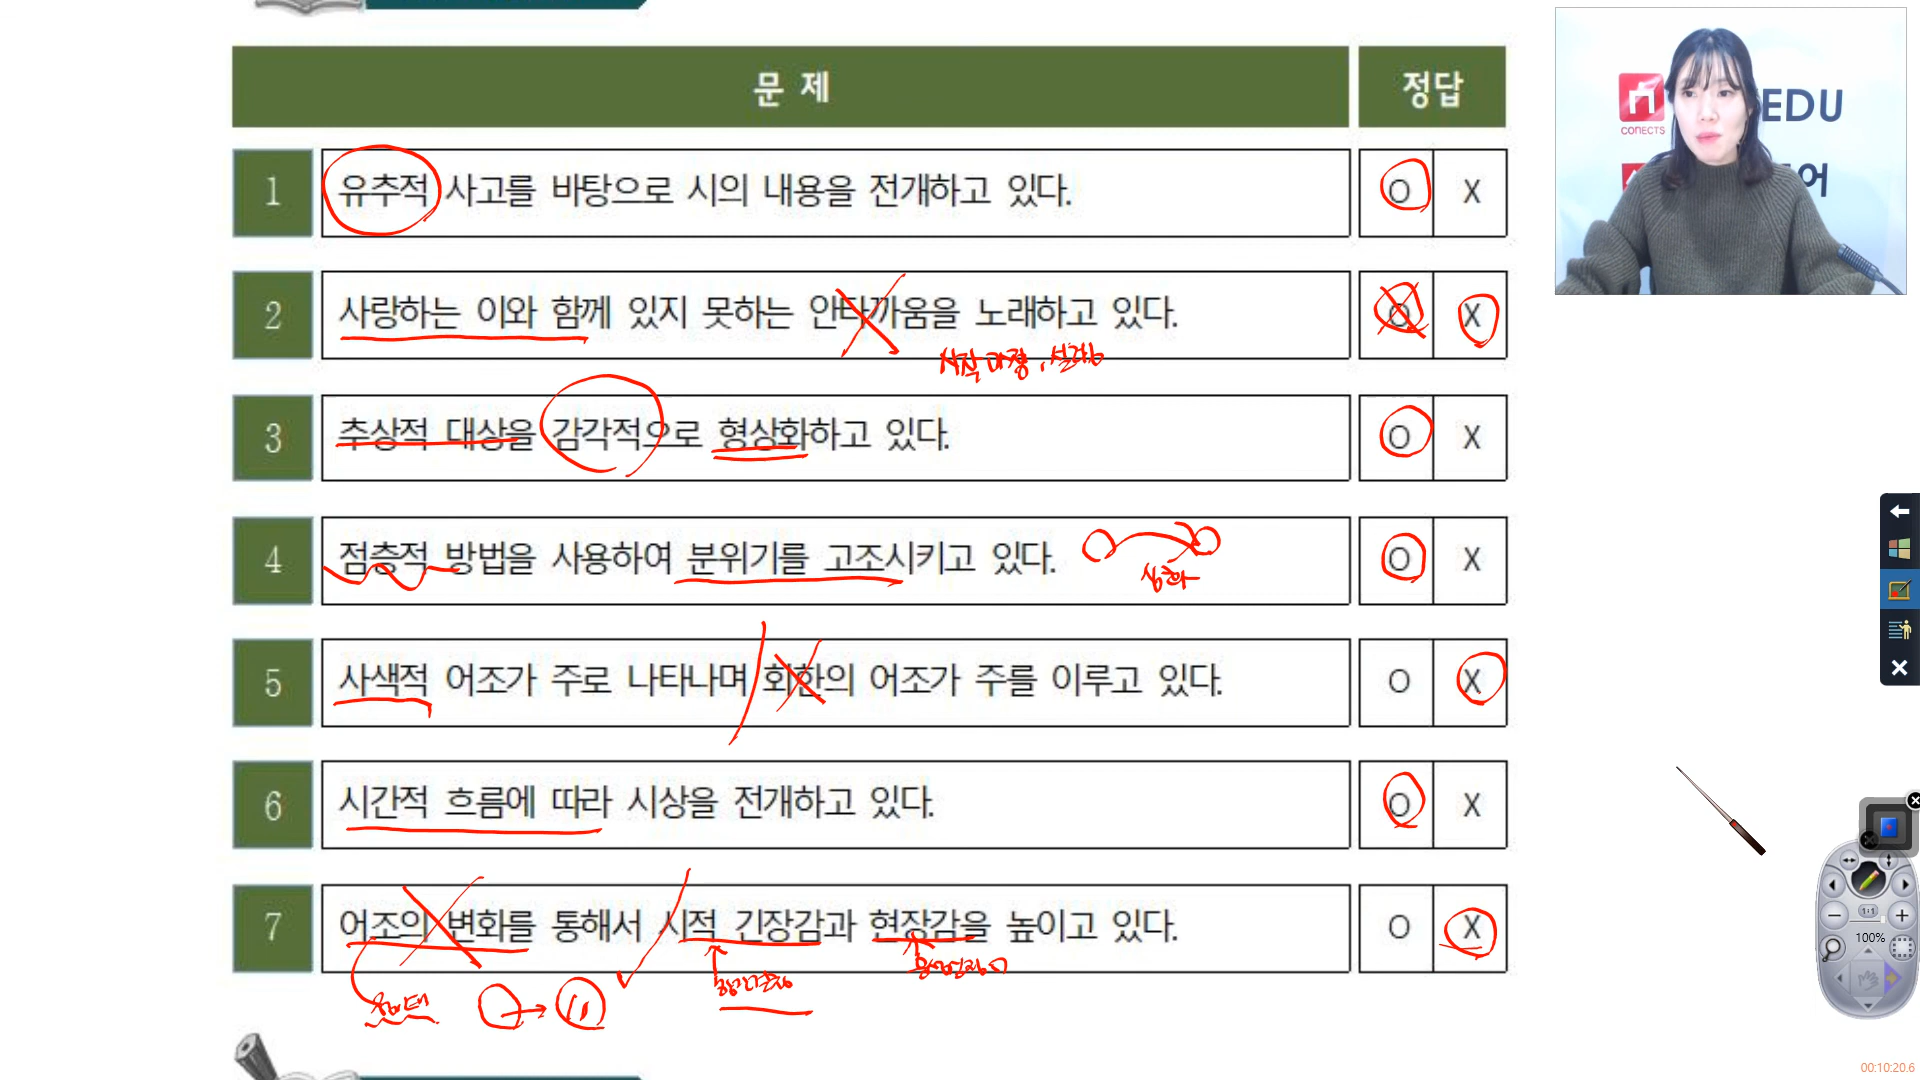 문 제 정답
1 유추적 사고를 바탕으로 시의 내용을 전개하고 있다. O X
2 사랑하는 이와 함께 있지 못하는 안타까움을 노래하고 있다. O X
3 추상적 대상을 감각적으로 형상화하고 있다. O X
4 점층적 방법을 사용하여 분위기를 고조시키고 있다. O X
심화
5 사색적 어조가 주로 나타나며 회한의 어조가 주를 이루고 있다. O X
6 시간적 흐름에 따라 시상을 전개하고 있다. O X
7 어조의 변화를 통해서 시적 긴장감과 현장감을 높이고 있다. O X
EDU
CONECTS
어
1:1
100%
00:10:20.6